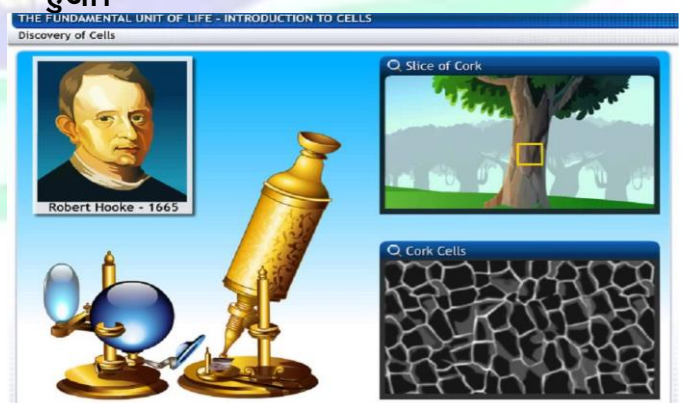 हुआ।
THE FUNDAMENTAL UNIT OF LIFE - INTRODUCTION TO CELLS
Discovery of Cells
Slice of Cork
Robert Hooke - 1665
Cork Cells